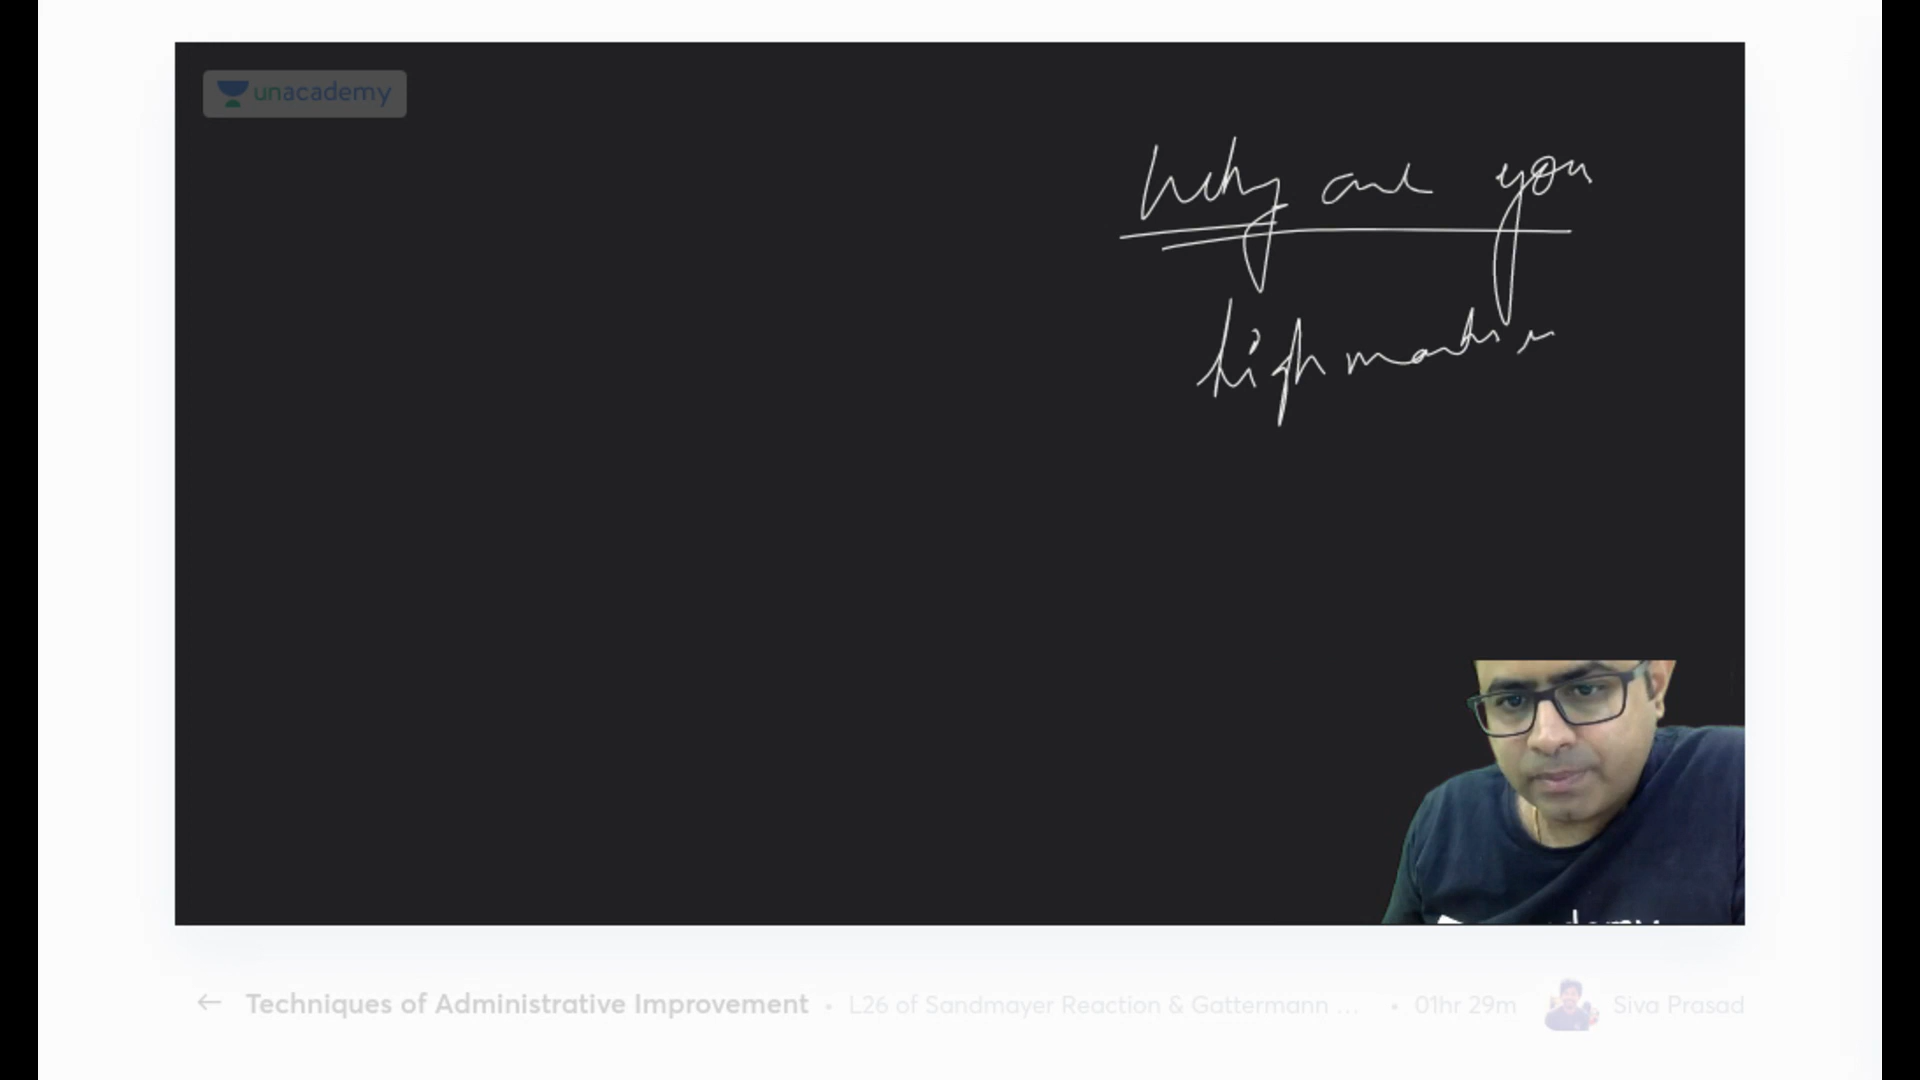 unacademy
Why are you
high marks in
Techniques of Administrative Improvement • L26 of Sandmayer Reaction & Gattermann ... • 01hr 29m Siva Prasad